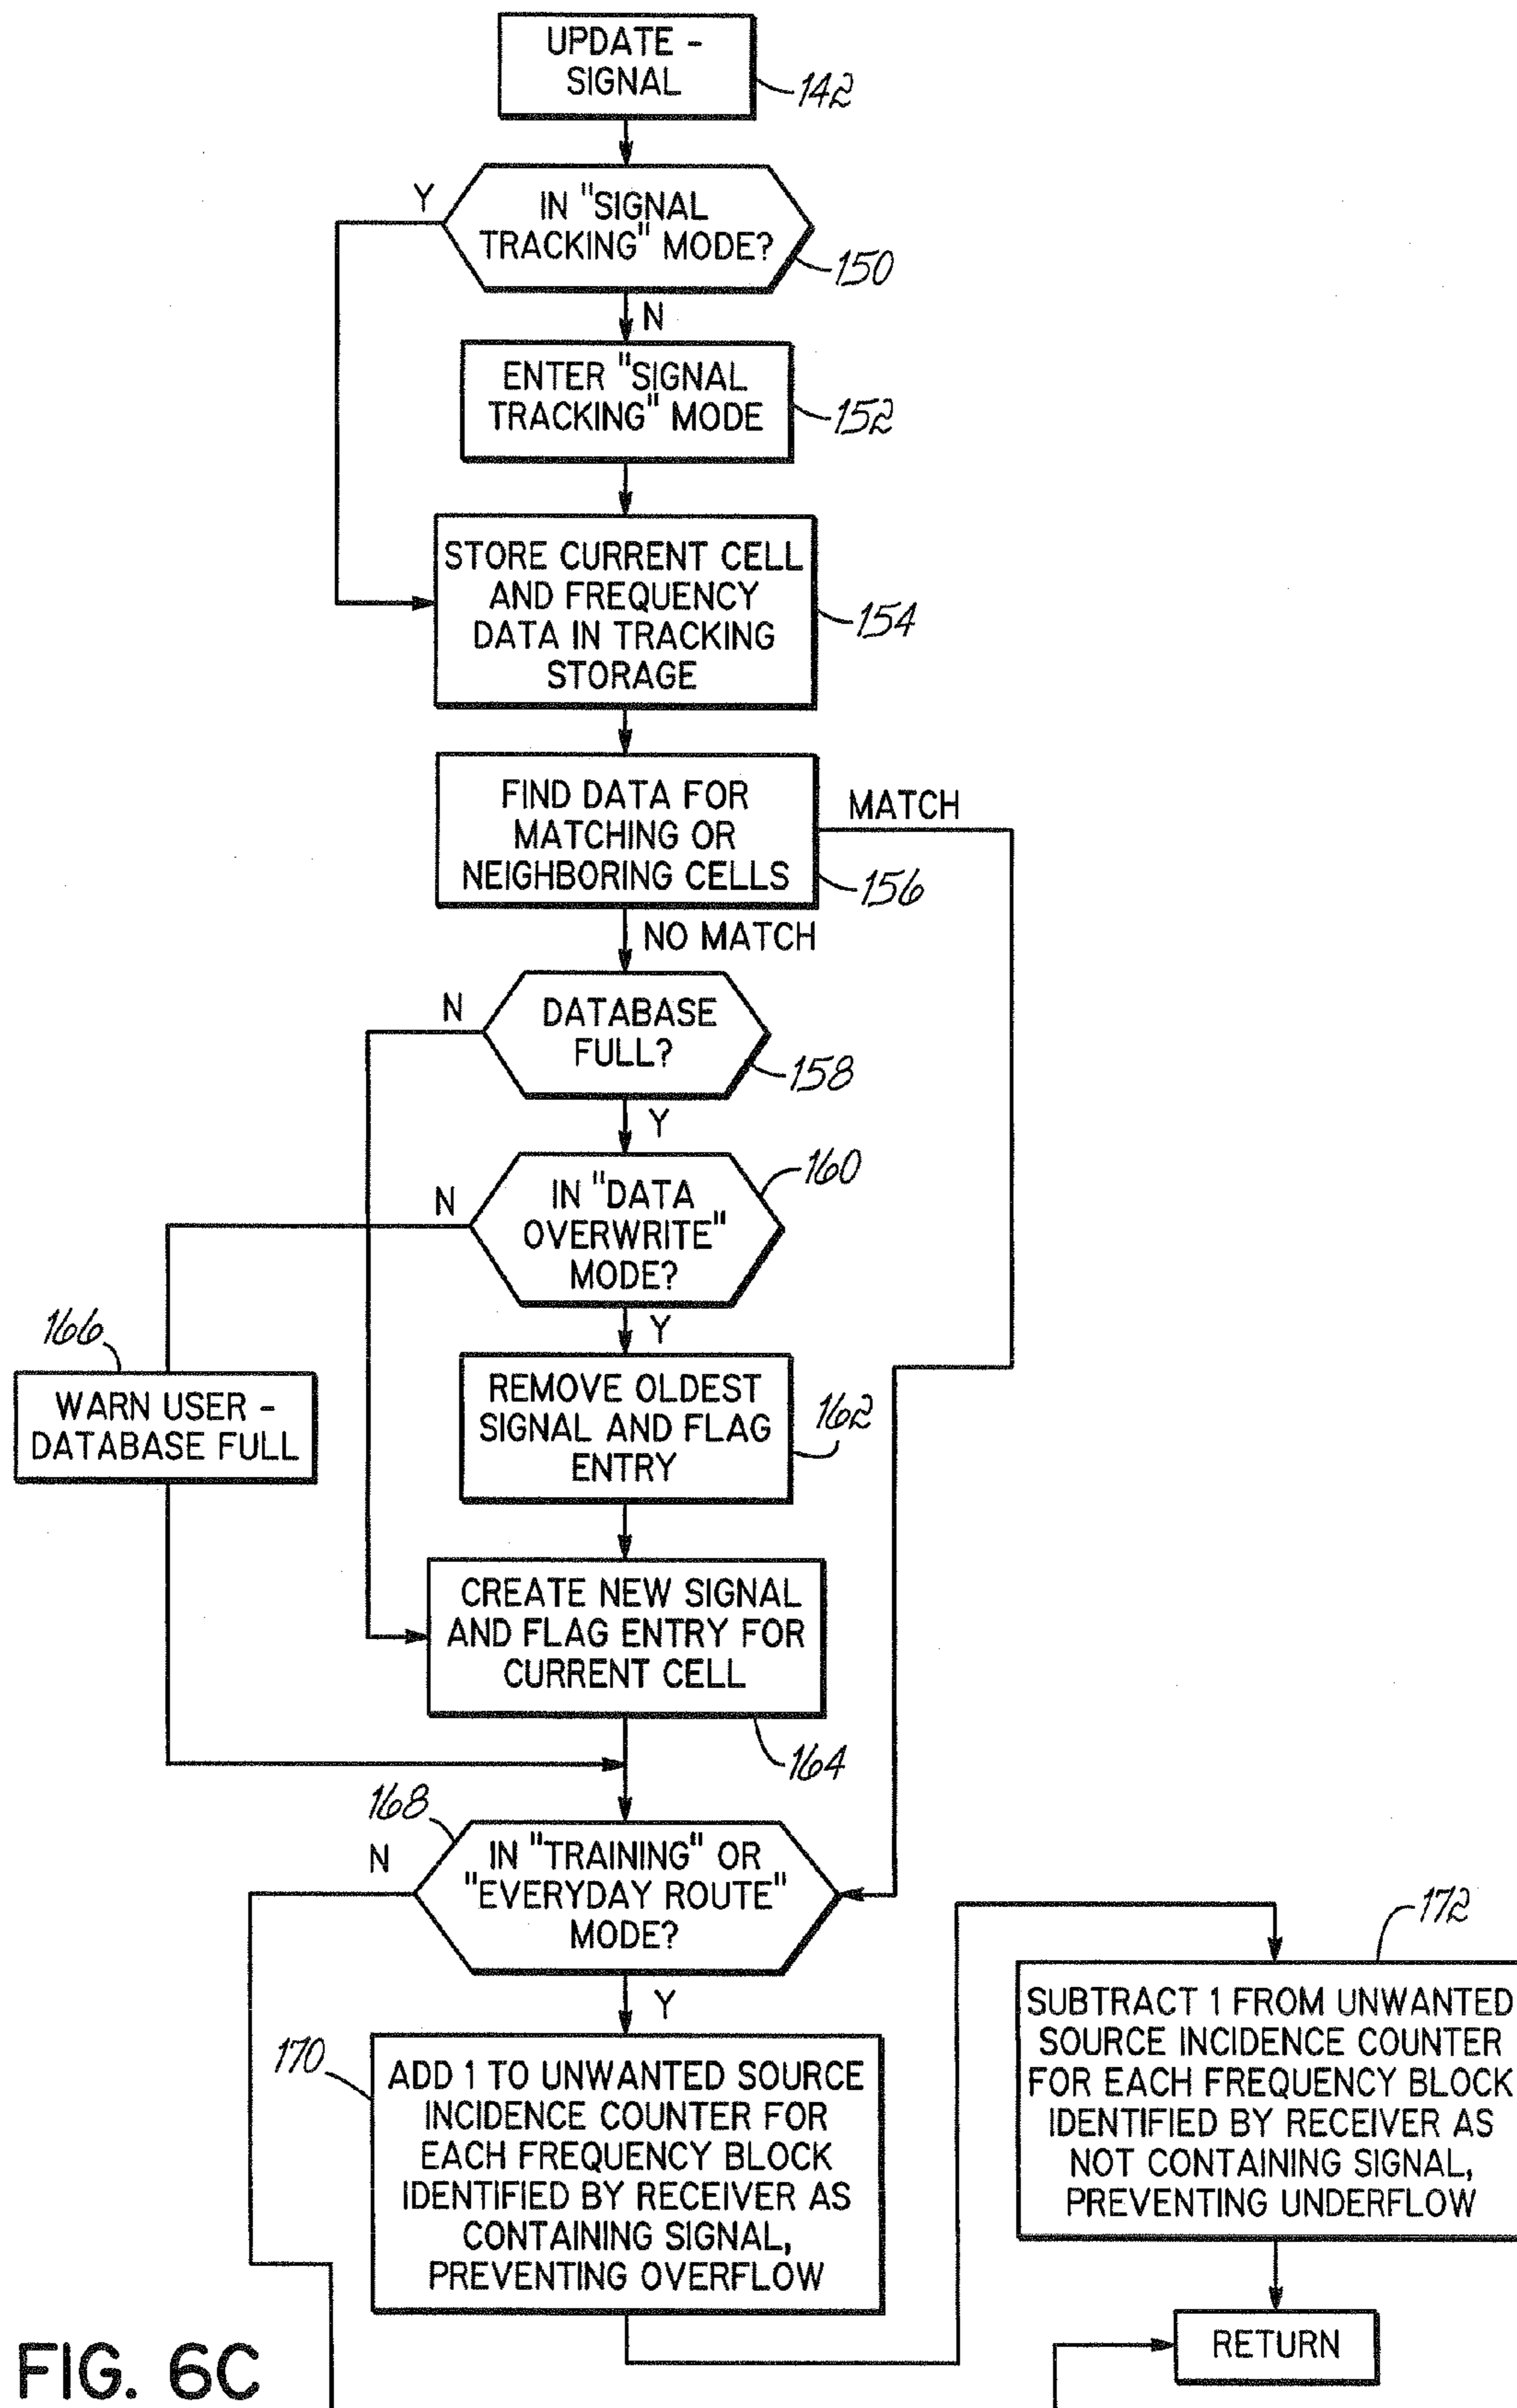 UPDATE -
SIGNAL
142
Y
IN "SIGNAL
TRACKING" MODE?
150
N
ENTER "SIGNAL
TRACKING" MODE
152
STORE CURRENT CELL
AND FREQUENCY
DATA IN TRACKING
STORAGE
154
FIND DATA FOR
MATCHING OR
NEIGHBORING CELLS
MATCH
156
NO MATCH
N
DATABASE
FULL?
158
Y
160
N
IN "DATA
OVERWRITE"
MODE?
Y
166
WARN USER -
DATABASE FULL
REMOVE OLDEST
SIGNAL AND FLAG
ENTRY
162
CREATE NEW SIGNAL
AND FLAG ENTRY FOR
CURRENT CELL
164
168
N
IN "TRAINING" OR
"EVERYDAY ROUTE"
MODE?
Y
170
ADD 1 TO UNWANTED SOURCE
INCIDENCE COUNTER FOR
EACH FREQUENCY BLOCK
IDENTIFIED BY RECEIVER AS
CONTAINING SIGNAL,
PREVENTING OVERFLOW
172
SUBTRACT 1 FROM UNWANTED
SOURCE INCIDENCE COUNTER
FOR EACH FREQUENCY BLOCK
IDENTIFIED BY RECEIVER AS
NOT CONTAINING SIGNAL,
PREVENTING UNDERFLOW
RETURN
FIG. 6C